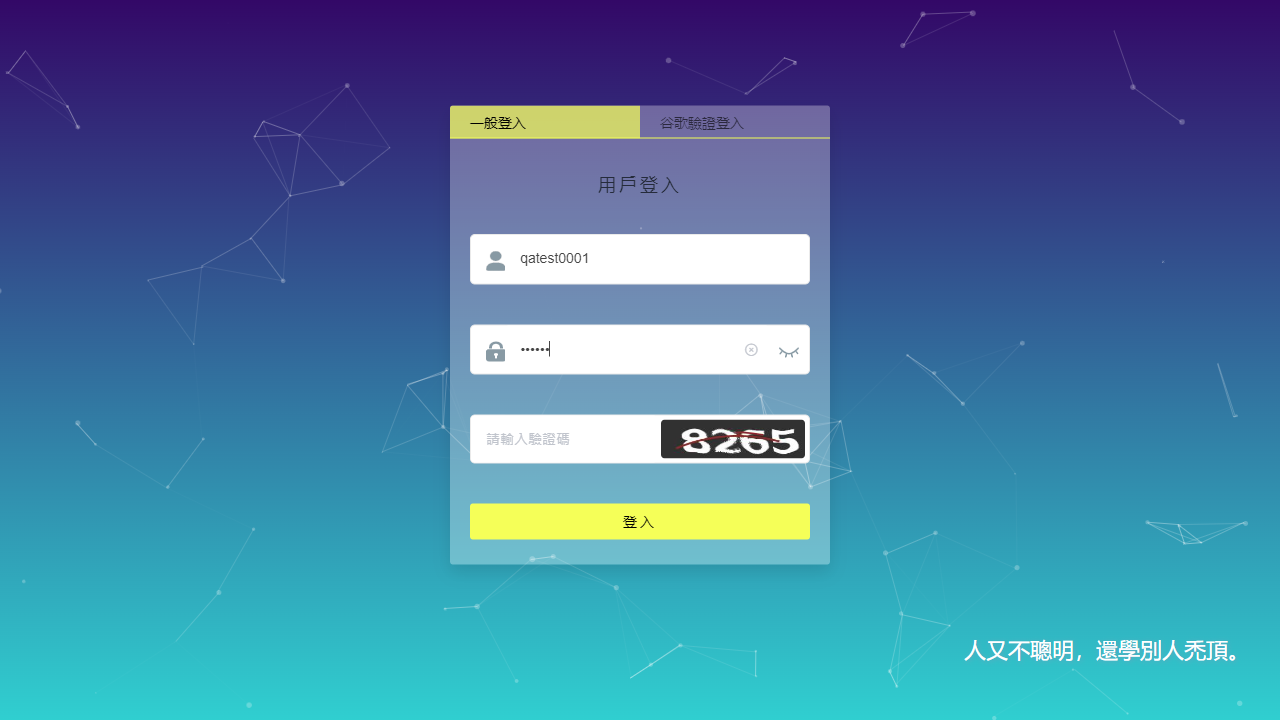 一般登入
谷歌驗證登入
用戶登入
qatest0001
••••••
請輸入驗證碼
8265
登入
人又不聰明，還學別人禿頂。